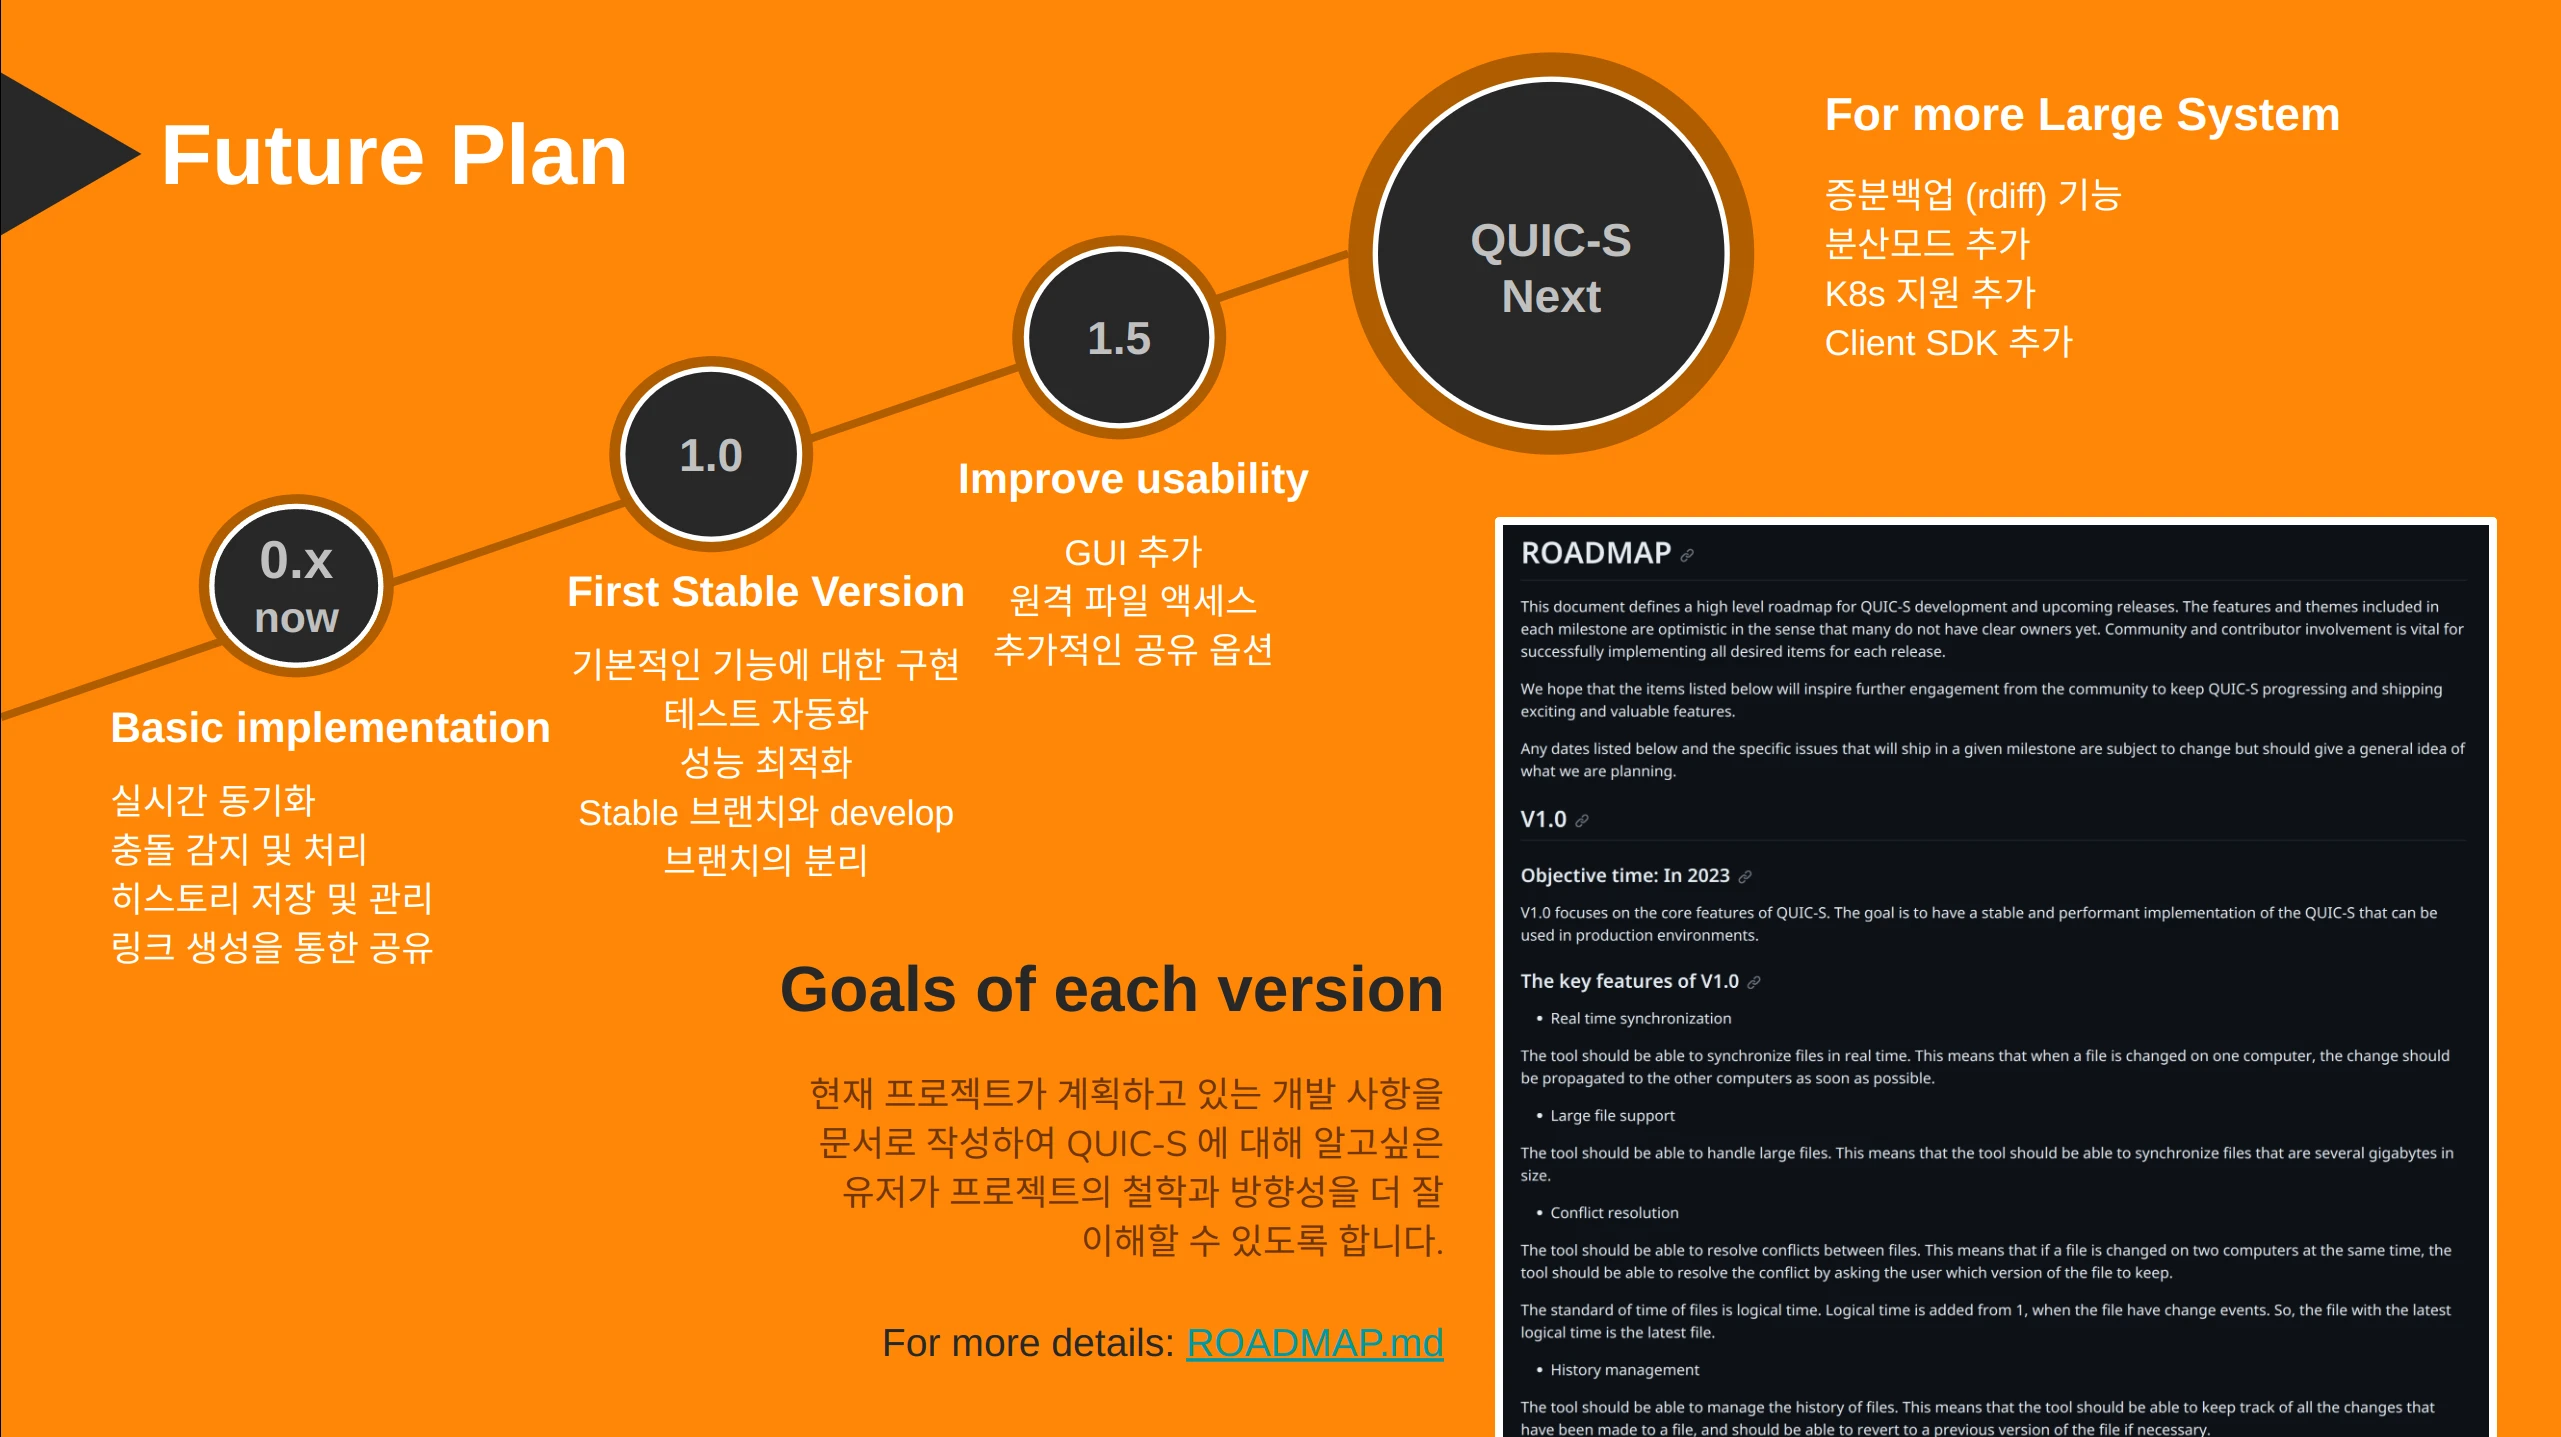 Future Plan
0.x
now
Basic implementation
실시간 동기화
충돌 감지 및 처리
히스토리 저장 및 관리
링크 생성을 통한 공유
1.0
First Stable Version
기본적인 기능에 대한 구현
테스트 자동화
성능 최적화
Stable 브랜치와 develop
브랜치의 분리
1.5
Improve usability
GUI 추가
원격 파일 액세스
추가적인 공유 옵션
QUIC-S
Next
For more Large System
증분백업 (rdiff) 기능
분산모드 추가
K8s 지원 추가
Client SDK 추가
Goals of each version
현재 프로젝트가 계획하고 있는 개발 사항을
문서로 작성하여 QUIC-S 에 대해 알고싶은
유저가 프로젝트의 철학과 방향성을 더 잘
이해할 수 있도록 합니다.
For more details: ROADMAP.md
ROADMAP
This document defines a high level roadmap for QUIC-S development and upcoming releases. The features and themes included in
each milestone are optimistic in the sense that many do not have clear owners yet. Community and contributor involvement is vital for
successfully implementing all desired items for each release.
We hope that the items listed below will inspire further engagement from the community to keep QUIC-S progressing and shipping
exciting and valuable features.
Any dates listed below and the specific issues that will ship in a given milestone are subject to change but should give a general idea of
what we are planning.
V1.0
Objective time: In 2023
V1.0 focuses on the core features of QUIC-S. The goal is to have a stable and performant implementation of the QUIC-S that can be
used in production environments.
The key features of V1.0
• Real time synchronization
The tool should be able to synchronize files in real time. This means that when a file is changed on one computer, the change should
be propagated to the other computers as soon as possible.
• Large file support
The tool should be able to handle large files. This means that the tool should be able to synchronize files that are several gigabytes in
size.
• Conflict resolution
The tool should be able to resolve conflicts between files. This means that if a file is changed on two computers at the same time, the
tool should be able to resolve the conflict by asking the user which version of the file to keep.
The standard of time of files is logical time. Logical time is added from 1, when the file have change events. So, the file with the latest
logical time is the latest file.
• History management
The tool should be able to manage the history of files. This means that the tool should be able to keep track of all the changes that
have been made to a file, and should be able to revert to a previous version of the file if necessary.